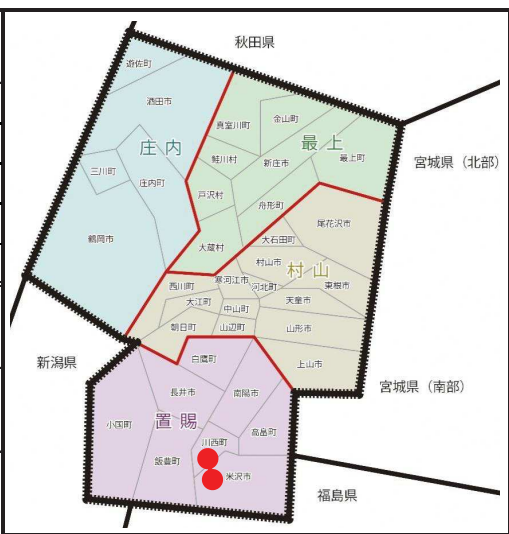 秋田県
遊佐町
酒田市
庄内
三川町
庄内町
鶴岡市
真室川町
金山町
最上
鮭川村
新庄市
最上町
戸沢村
舟形町
大蔵村
宮城県（北部）
尾花沢市
大石田町
村山市
村山
西川町
寒河江市
河北町
東根市
大江町
中山町
天童市
朝日町
山辺町
山形市
上山市
新潟県
宮城県（南部）
白鷹町
長井市
南陽市
小国町
置賜
高畠町
川西町
飯豊町
米沢市
福島県